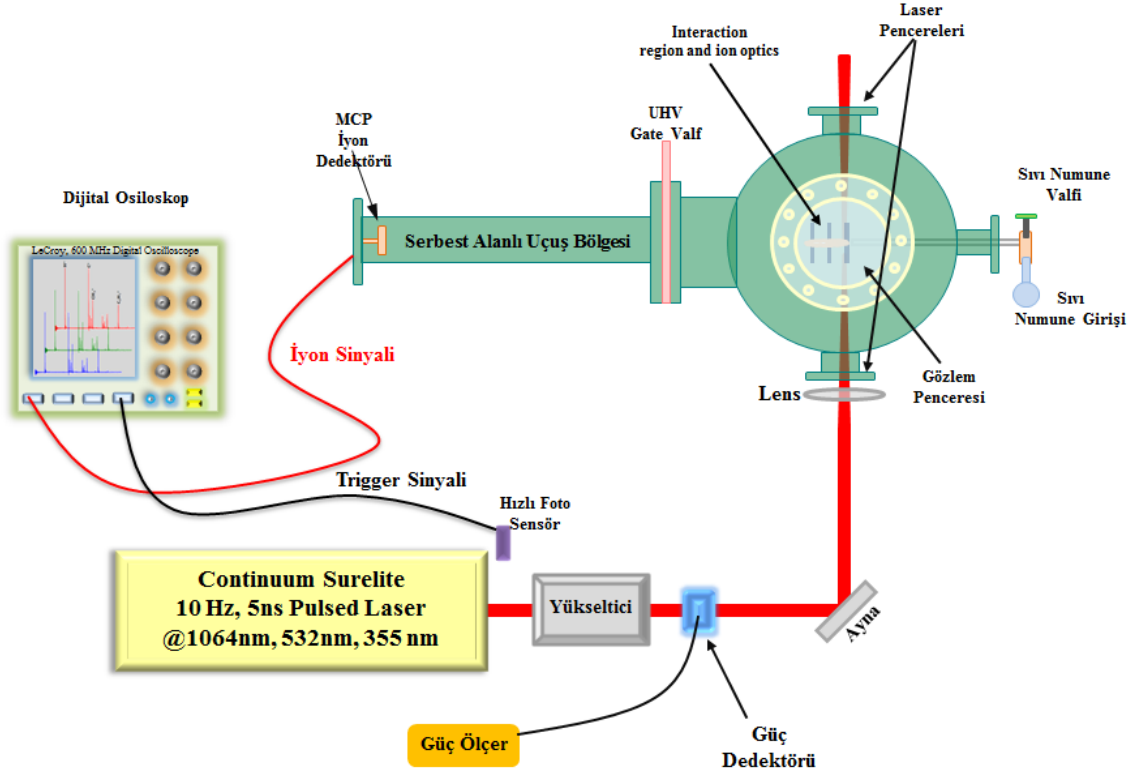 Laser
Pencereleri
Interaction
region and ion optics
UHV
Gate Valf
MCP
İyon
Dedektörü
Sıvı Numune
Valfi
Dijital Osiloskop
LeCroy, 600 MHz Digital Oscilloscope
Serbest Alanlı Uçuş Bölgesi
Sıvı
Numune Girişi
İyon Sinyali
Gözlem
Penceresi
Lens
Trigger Sinyali
Hızlı Foto
Sensör
Continuum Surelite
10 Hz, 5ns Pulsed Laser
@1064nm, 532nm, 355 nm
Yükseltici
Ayna
Güç Ölçer
Güç
Dedektörü